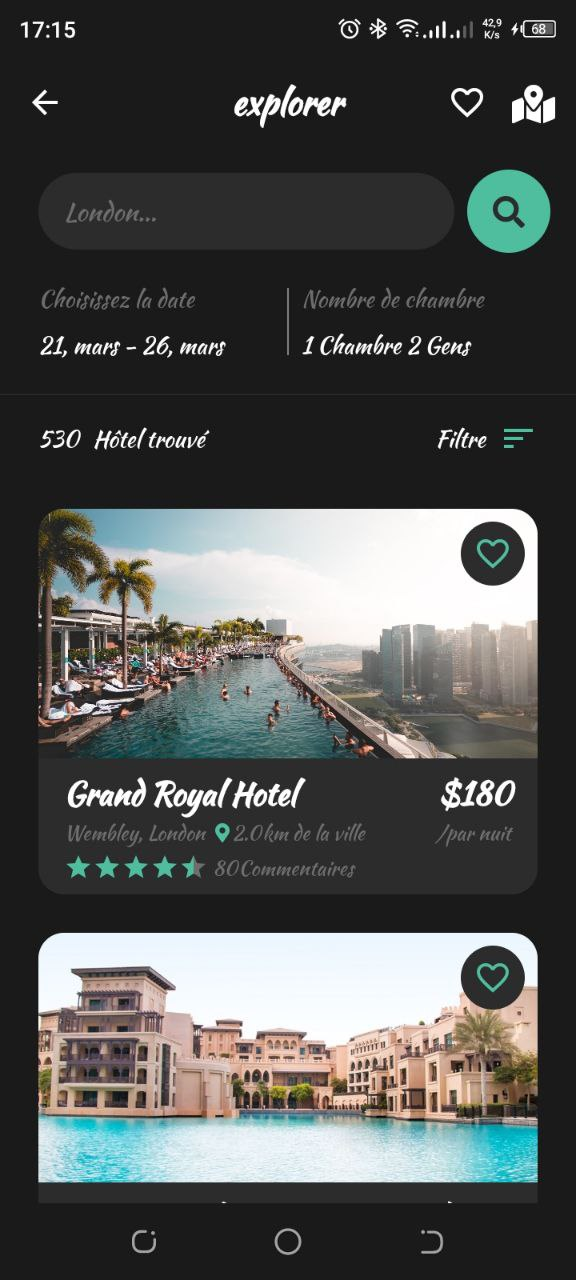 17:15 42,9 K/s 68
explorer
London...
Choisissez la date Nombre de chambre
21, mars - 26, mars 1 Chambre 2 Gens
530 Hôtel trouvé Filtre
Grand Royal Hotel $180
Wembley, London 2.0km de la ville /par nuit
80Commentaires